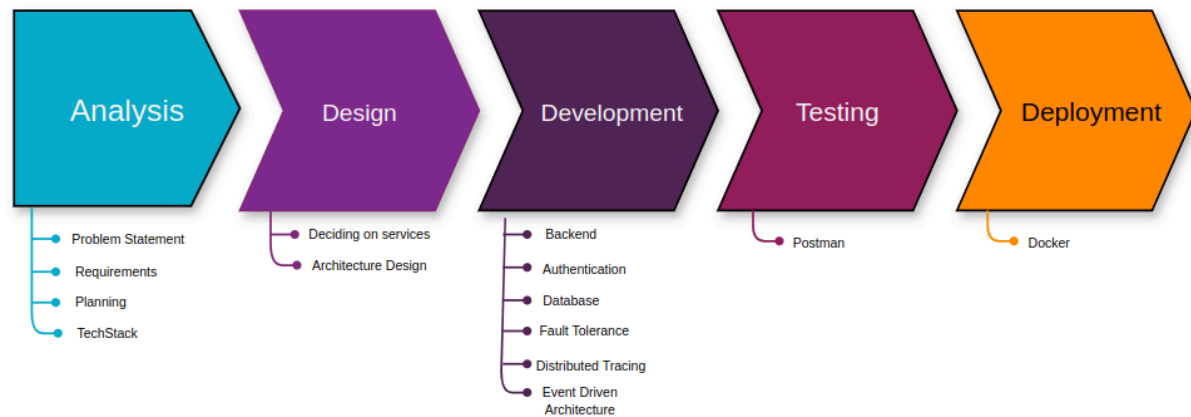 Analysis
Design
Development
Testing
Deployment
Problem Statement
Requirements
Planning
TechStack
Deciding on services
Architecture Design
Backend
Authentication
Database
Fault Tolerance
Distributed Tracing
Event Driven
Architecture
Postman
Docker